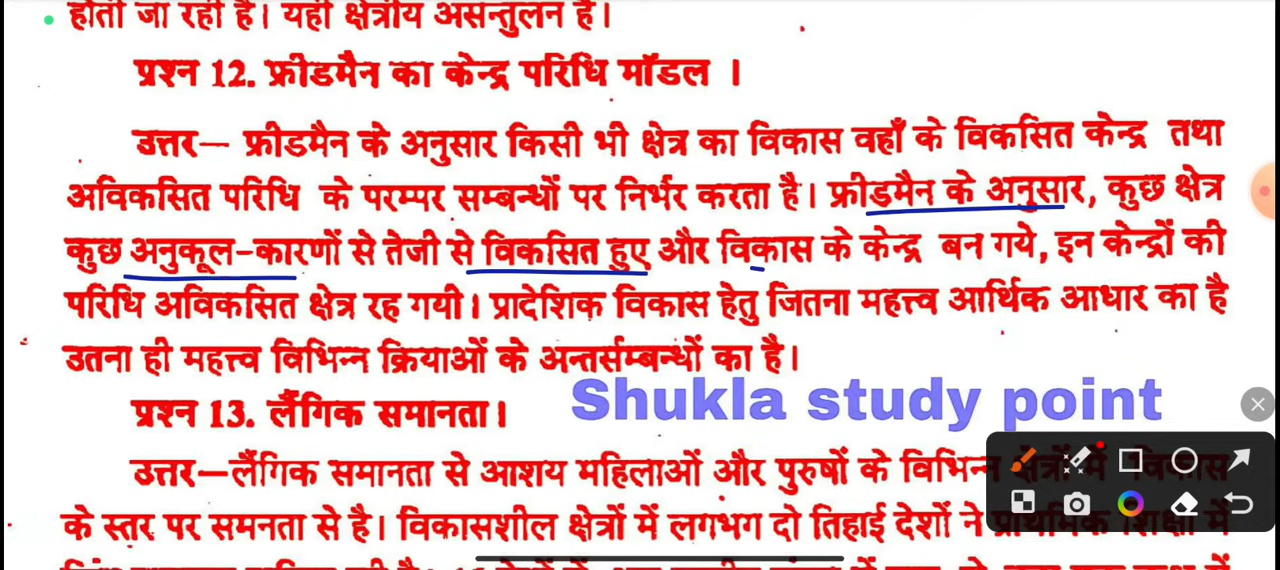 होती जा रही है। यही क्षेत्रीय असन्तुलन है।
प्रश्न 12. फ्रीडमैन का केन्द्र परिधि मॉडल ।
उत्तर— फ्रीडमैन के अनुसार किसी भी क्षेत्र का विकास वहाँ के विकसित केन्द्र तथा
अविकसित परिधि के परम्पर सम्बन्धों पर निर्भर करता है। फ्रीडमैन के अनुसार, कुछ क्षेत्र
कुछ अनुकूल-कारणों से तेजी से विकसित हुए और विकास के केन्द्र बन गये, इन केन्द्रों की
परिधि अविकसित क्षेत्र रह गयी। प्रादेशिक विकास हेतु जितना महत्त्व आर्थिक आधार का है
उतना ही महत्त्व विभिन्न क्रियाओं के अन्तर्सम्बन्धों का है।
Shukla study point
प्रश्न 13. लैंगिक समानता।
उत्तर—लैंगिक समानता से आशय महिलाओं और पुरुषों के विभिन्न क्षेत्रों में विकास
के स्तर पर समनता से है। विकासशील क्षेत्रों में लगभग दो तिहाई देशों ने प्राथमिक शिक्षा में